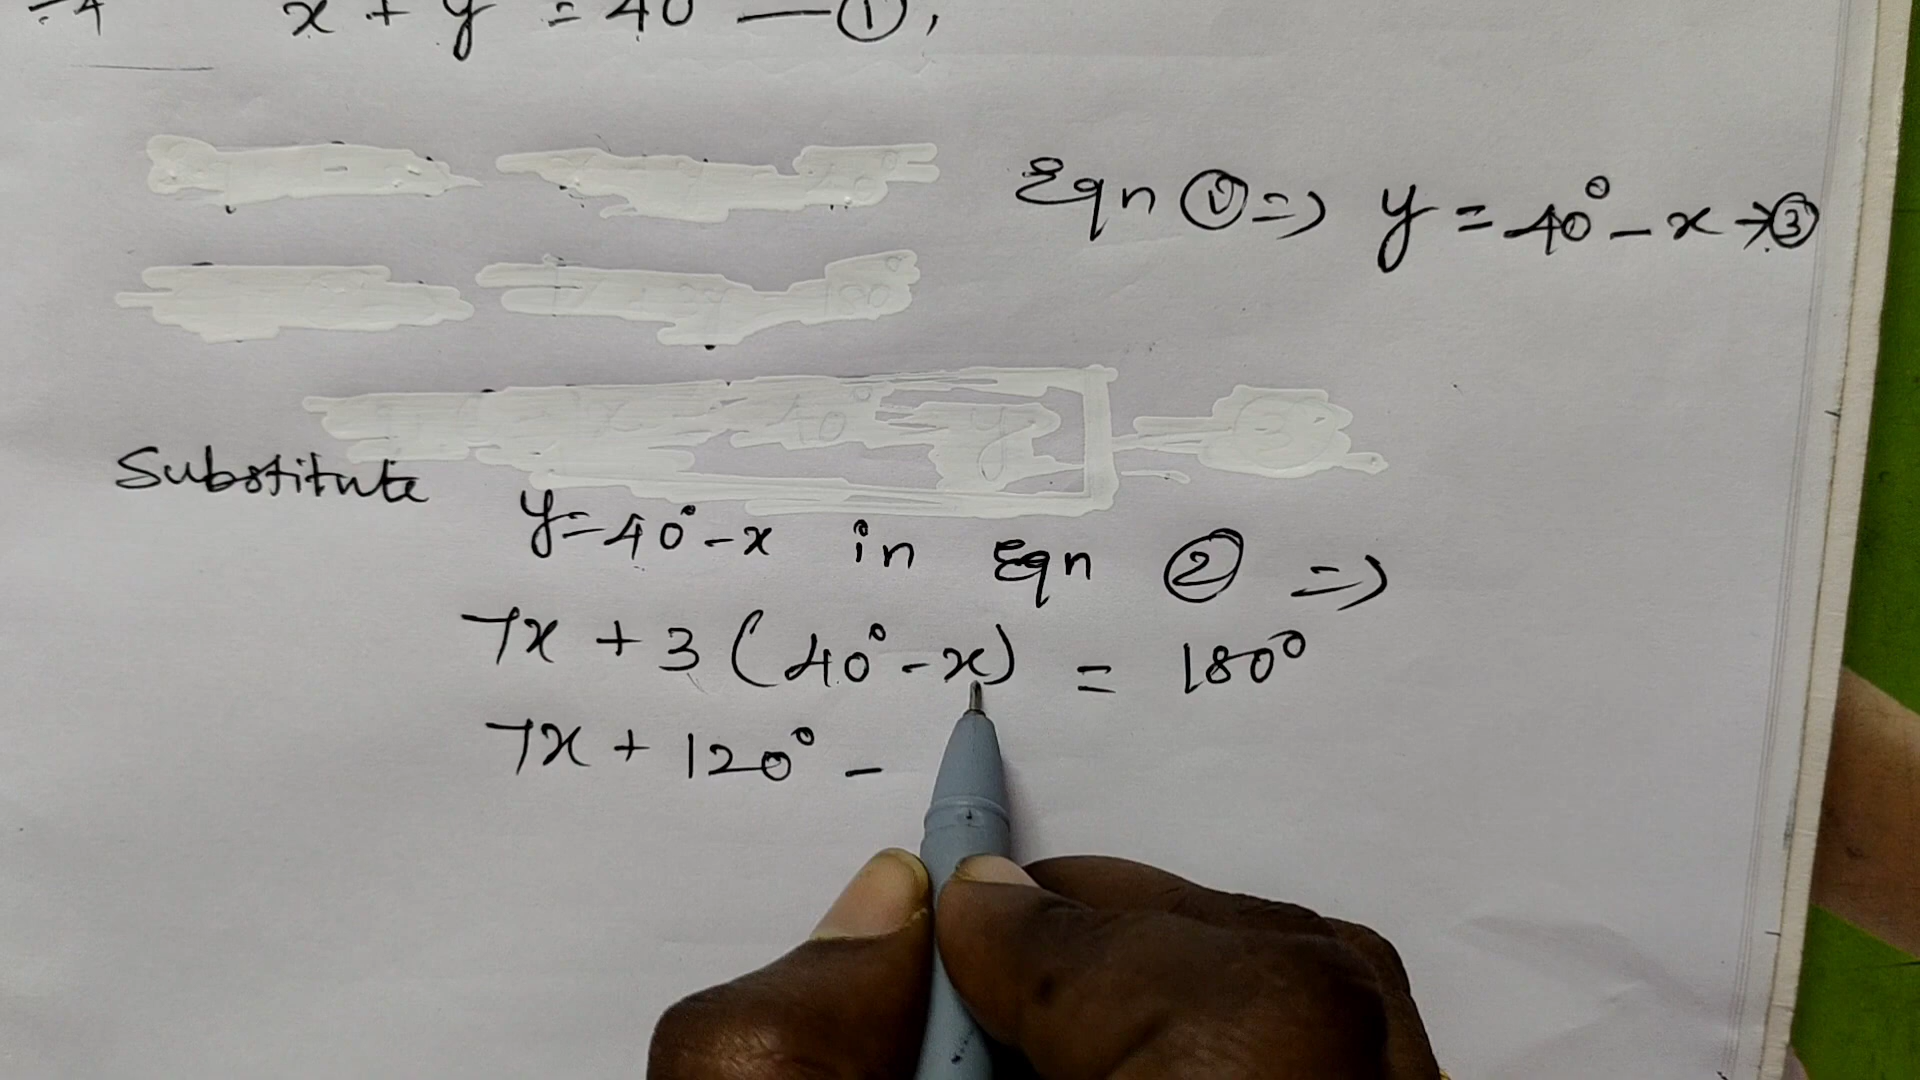 x + y = 40 — ①,
Eqn ① => y = 40° - x → ③
Substitute
y = 40° - x in Eqn ② =>
7x + 3 (40° - x) = 180°
7x + 120° -